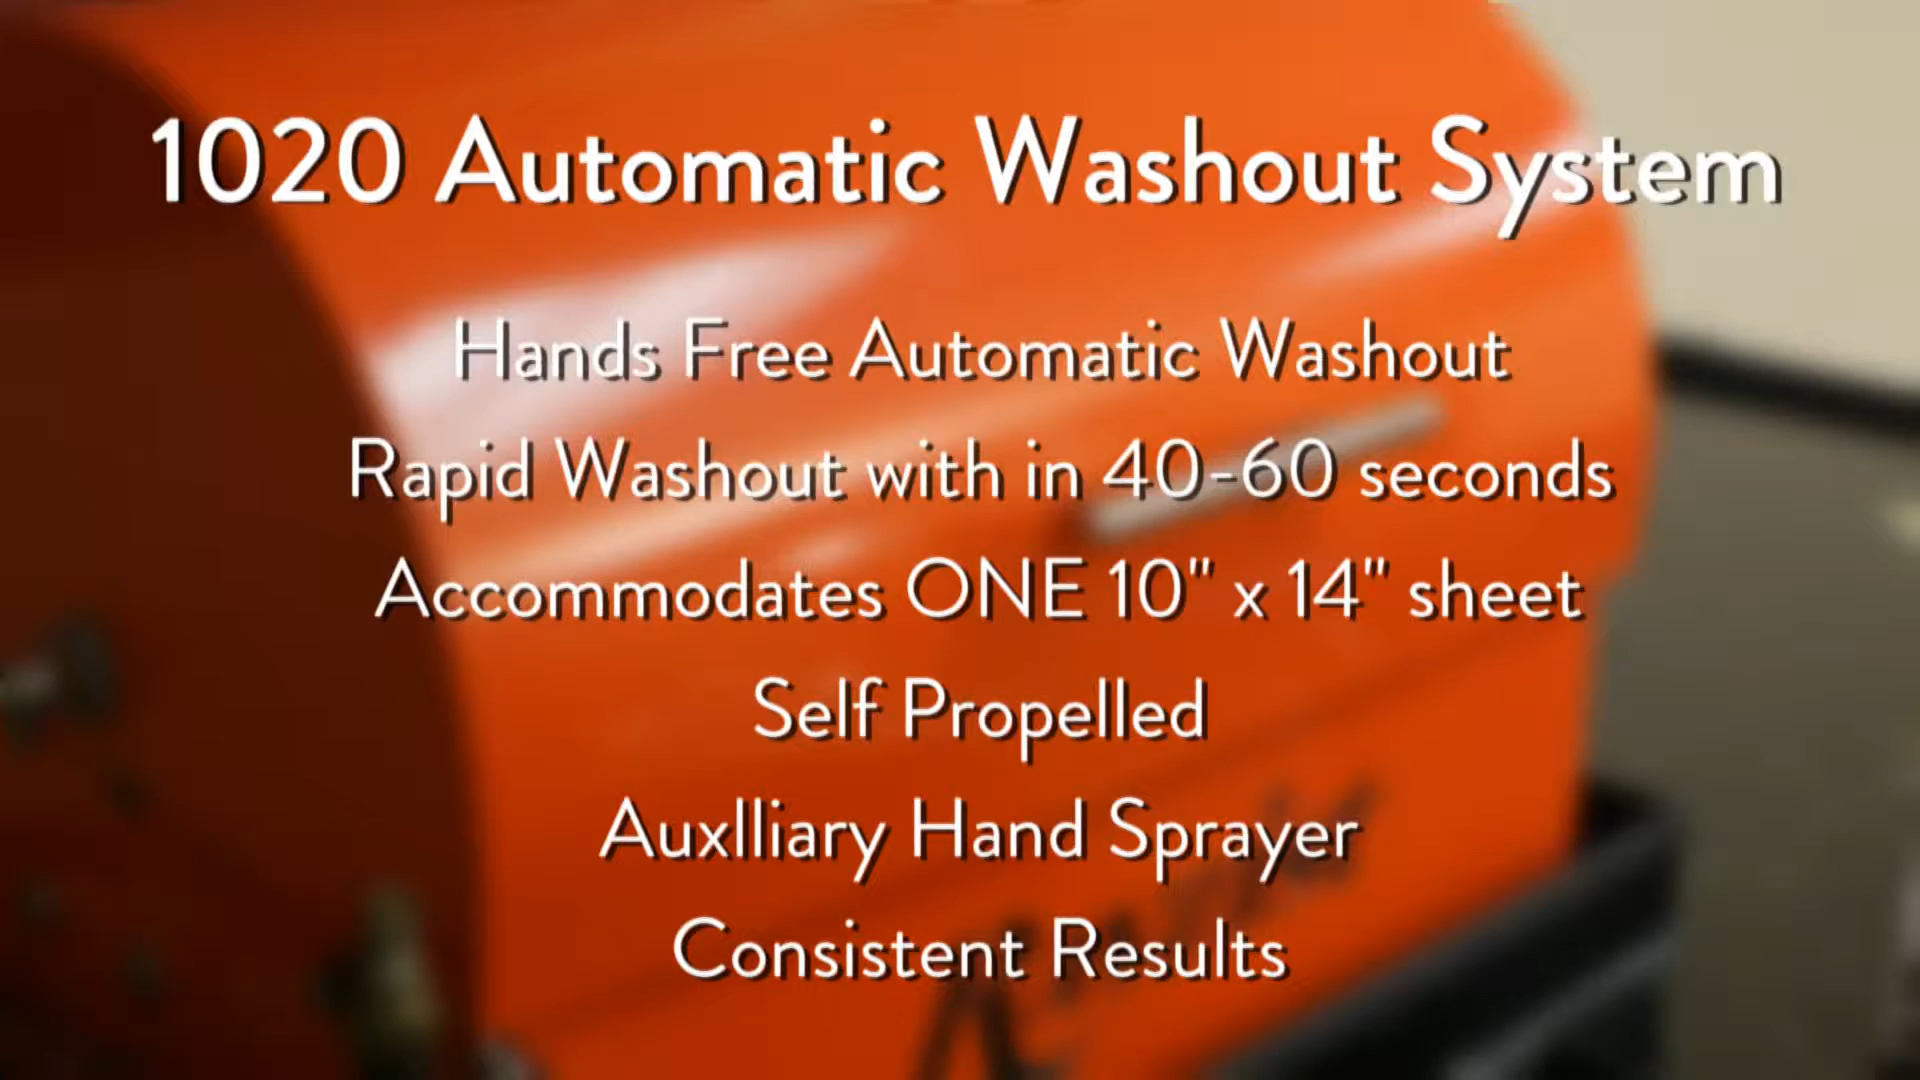 1020 Automatic Washout System
Hands Free Automatic Washout
Rapid Washout with in 40-60 seconds
Accommodates ONE 10" x 14" sheet
Self Propelled
Auxlliary Hand Sprayer
Consistent Results